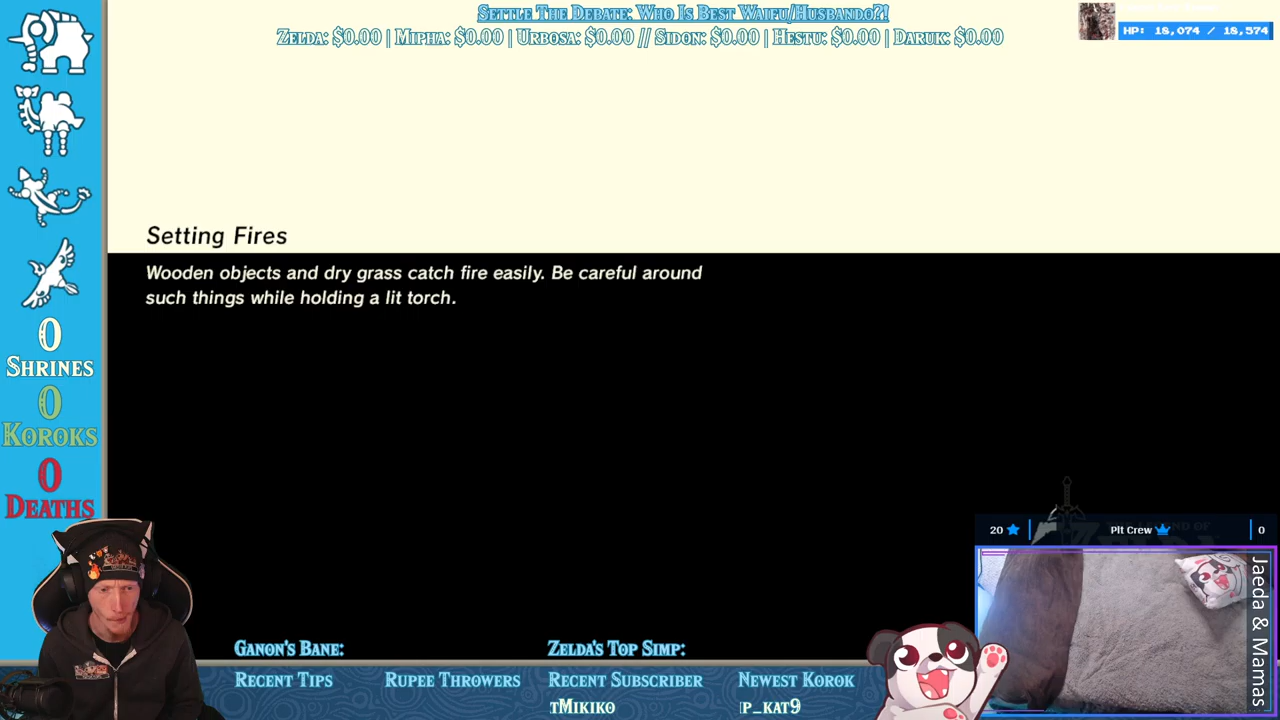 Settle The Debate: Who Is Best Waifu/Husbando?!
Zelda: $0.00 | Mipha: $0.00 | Urbosa: $0.00 // Sidon: $0.00 | Hestu: $0.00 | Daruk: $0.00
HP: 18,074 / 18,574
Setting Fires
Wooden objects and dry grass catch fire easily. Be careful around
such things while holding a lit torch.
0
Shrines
0
Koroks
0
Deaths
20
Pit Crew
0
Jaeda & Mamas
Ganon's Bane:
Zelda's Top Simp:
Recent Tips
Rupee Throwers
Recent Subscriber
Newest Korok
tMikiko
p_kat9